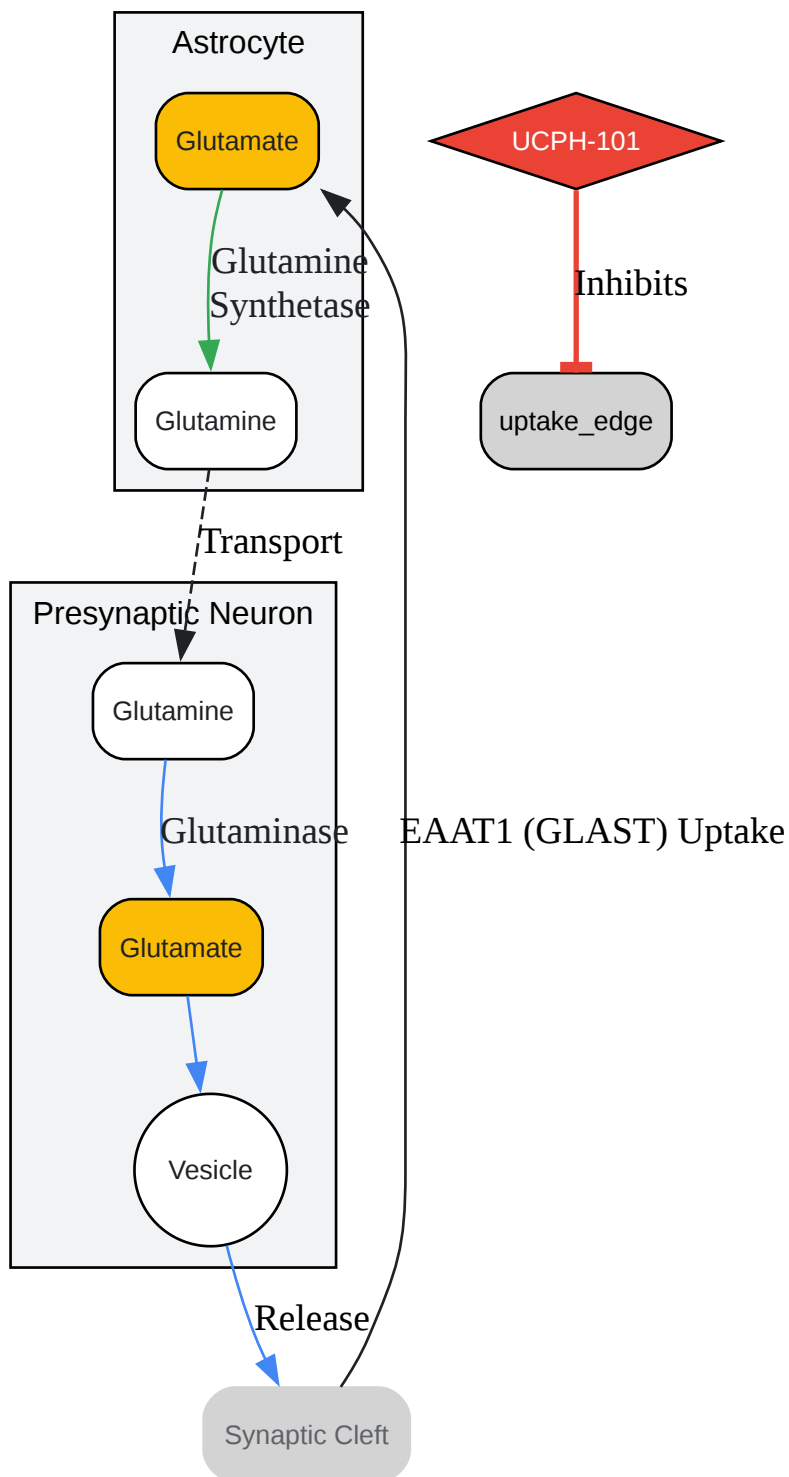 Astrocyte
Glutamate
UCPH-101
Glutamine
Synthetase
Inhibits
Glutamine
uptake_edge
Transport
Presynaptic Neuron
Glutamine
Glutaminase
EAAT1 (GLAST) Uptake
Glutamate
Vesicle
Release
Synaptic Cleft